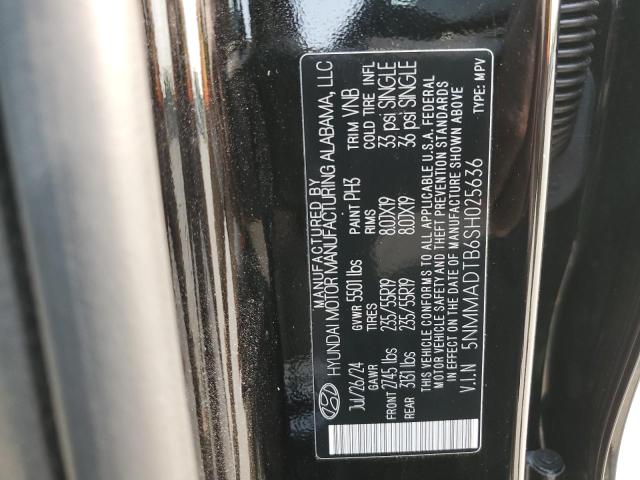 MANUFACTURED BY
HYUNDAI MOTOR MANUFACTURING ALABAMA, LLC
Jul/26/24 GVWR 5501 lbs PAINT PH3 TRIM VNB
GAWR TIRES RIMS COLD TIRE INFL
FRONT 2745 lbs 235/55R19 8.0JX19 33 psi SINGLE
REAR 3131 lbs 235/55R19 8.0JX19 36 psi SINGLE
THIS VEHICLE CONFORMS TO ALL APPLICABLE U.S.A. FEDERAL
MOTOR VEHICLE SAFETY AND THEFT PREVENTION STANDARDS
IN EFFECT ON THE DATE OF MANUFACTURE SHOWN ABOVE
V.I.N 5NMMADTB6SH025636 TYPE: MPV